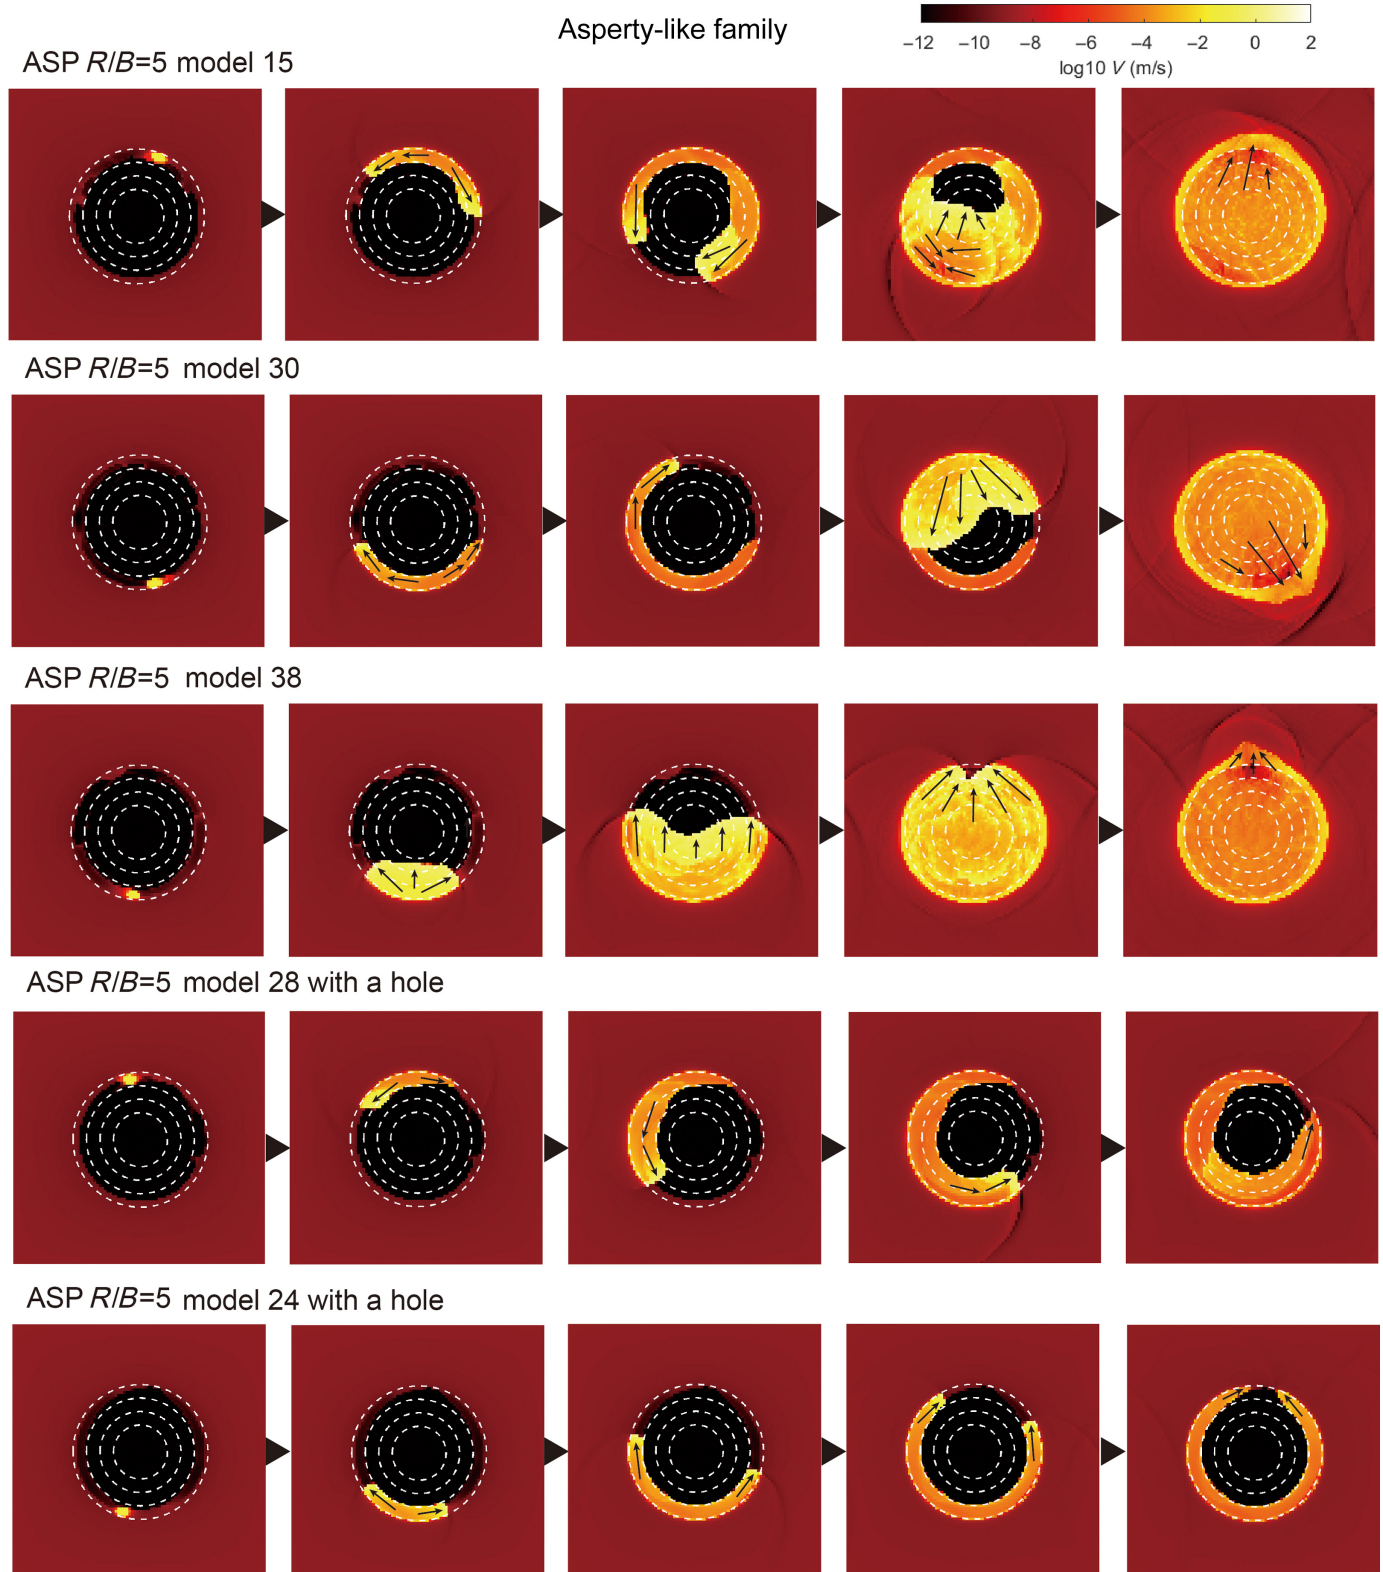 Asperty-like family
−12 −10 −8 −6 −4 −2 0 2
log10 V (m/s)
ASP R/B=5 model 15
ASP R/B=5 model 30
ASP R/B=5 model 38
ASP R/B=5 model 28 with a hole
ASP R/B=5 model 24 with a hole